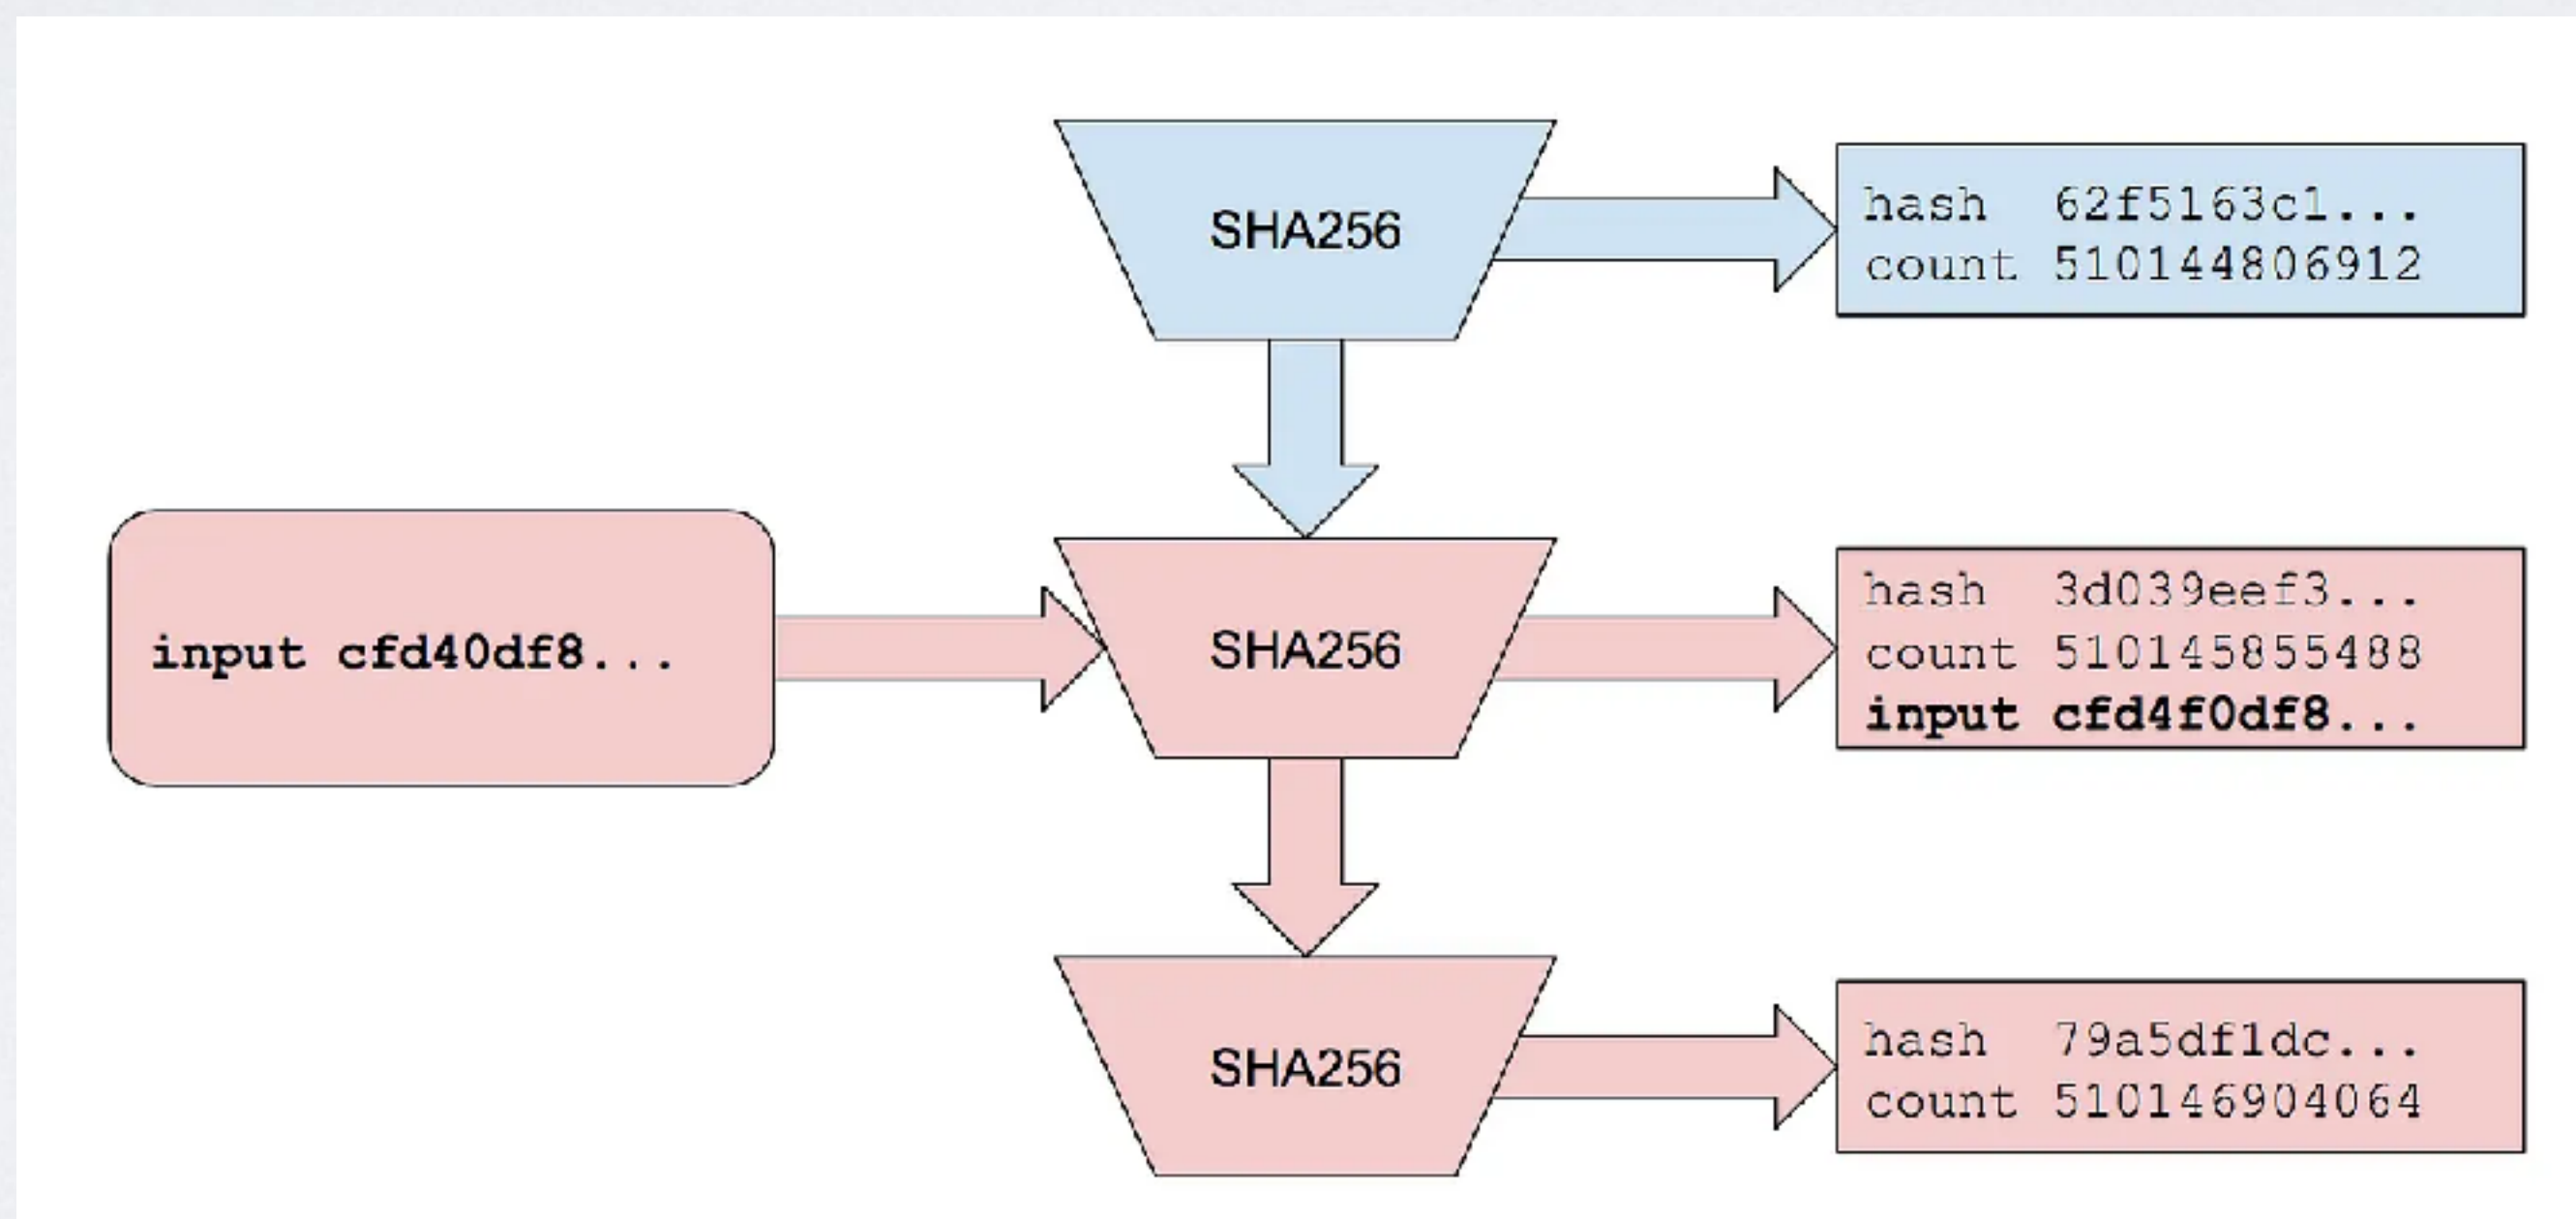 SHA256
hash 62f5163c1...
count 510144806912
input cfd40df8...
SHA256
hash 3d039eef3...
count 510145855488
input cfd4f0df8...
SHA256
hash 79a5df1dc...
count 510146904064